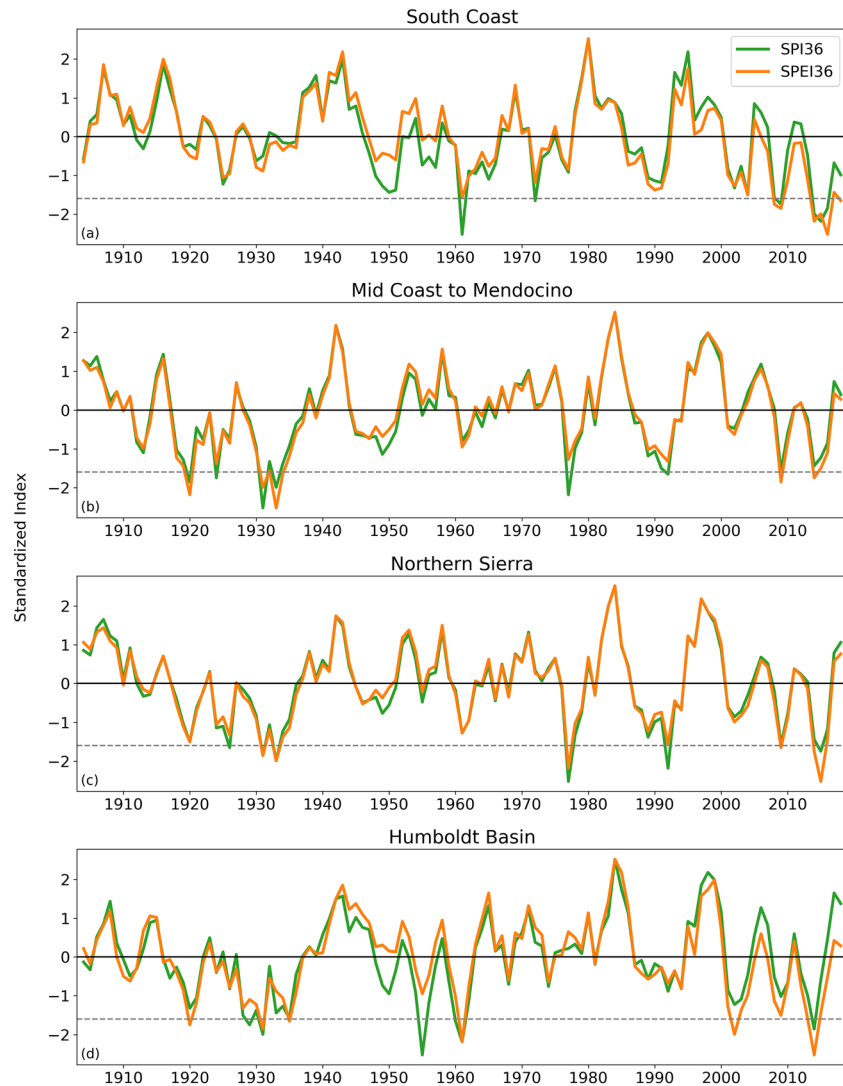 South Coast
2
1
0
−1
−2
SPI36
SPEI36
(a)
1910 1920 1930 1940 1950 1960 1970 1980 1990 2000 2010
Mid Coast to Mendocino
2
1
0
−1
−2
(b)
1910 1920 1930 1940 1950 1960 1970 1980 1990 2000 2010
Standardized Index
Northern Sierra
2
1
0
−1
−2
(c)
1910 1920 1930 1940 1950 1960 1970 1980 1990 2000 2010
Humboldt Basin
2
1
0
−1
−2
(d)
1910 1920 1930 1940 1950 1960 1970 1980 1990 2000 2010